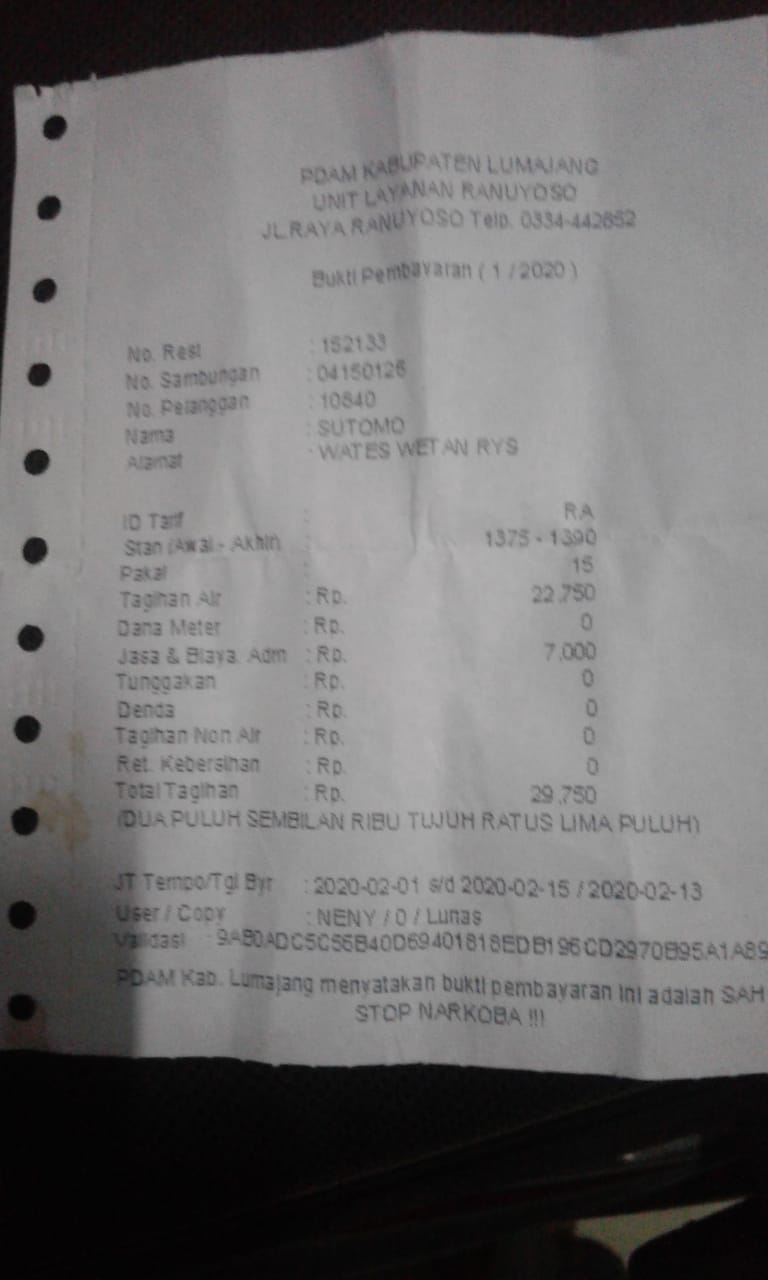 PDAM KABUPATEN LUMAJANG
UNIT LAYANAN RANUYOSO
JL.RAYA RANUYOSO Telp. 0334-442652
Bukti Pembayaran ( 1 / 2020 )
No. Resi : 152133
No. Sambungan : 04150126
No. Pelanggan : 10840
Nama : SUTOMO
Alamat : WATES WETAN RYS
ID Tarif : RA
Stan (Awal - Akhir) : 1375 - 1390
Pakai : 15
Tagihan Air : Rp. 22,750
Dana Meter : Rp. 0
Jasa & Biaya. Adm : Rp. 7,000
Tunggakan : Rp. 0
Denda : Rp. 0
Tagihan Non Air : Rp. 0
Ret. Kebersihan : Rp. 0
Total Tagihan : Rp. 29,750
(DUA PULUH SEMBILAN RIBU TUJUH RATUS LIMA PULUH)
JT Tempo/Tgl Byr : 2020-02-01 s/d 2020-02-15 / 2020-02-13
User / Copy : NENY / 0 / Lunas
Validasi :
PDAM Kab. Lumajang menyatakan bukti pembayaran ini adalah SAH
STOP NARKOBA !!!